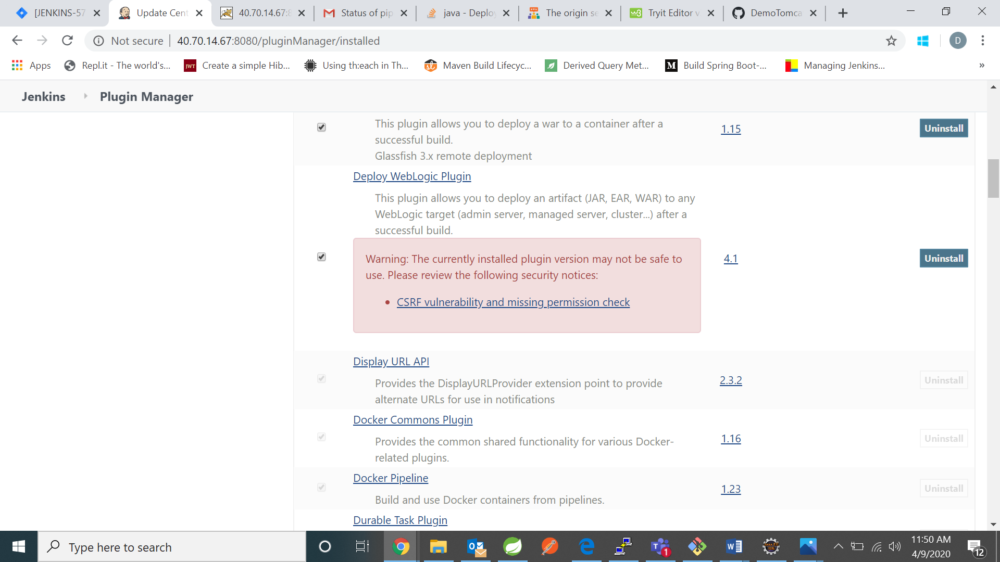 [JENKINS-57
Update Cent
40.70.14.67:8
Status of pip
java - Deploy
The origin se
Tryit Editor v
DemoTomca
Not secure
40.70.14.67:8080/pluginManager/installed
D
Apps
Repl.it - The world's...
JWT
Create a simple Hib...
Using th:each in Th...
Maven Build Lifecyc...
Derived Query Met...
M
Build Spring Boot-...
Managing Jenkins...
»
Jenkins
Plugin Manager
This plugin allows you to deploy a war to a container after a
successful build.
Glassfish 3.x remote deployment
1.15
Uninstall
Deploy WebLogic Plugin
This plugin allows you to deploy an artifact (JAR, EAR, WAR) to any
WebLogic target (admin server, managed server, cluster...) after a
successful build.
Warning: The currently installed plugin version may not be safe to
use. Please review the following security notices:
• CSRF vulnerability and missing permission check
4.1
Uninstall
Display URL API
Provides the DisplayURLProvider extension point to provide
alternate URLs for use in notifications
2.3.2
Uninstall
Docker Commons Plugin
Provides the common shared functionality for various Docker-
related plugins.
1.16
Uninstall
Docker Pipeline
Build and use Docker containers from pipelines.
1.23
Uninstall
Durable Task Plugin
Type here to search
1
11:50 AM
4/9/2020
12